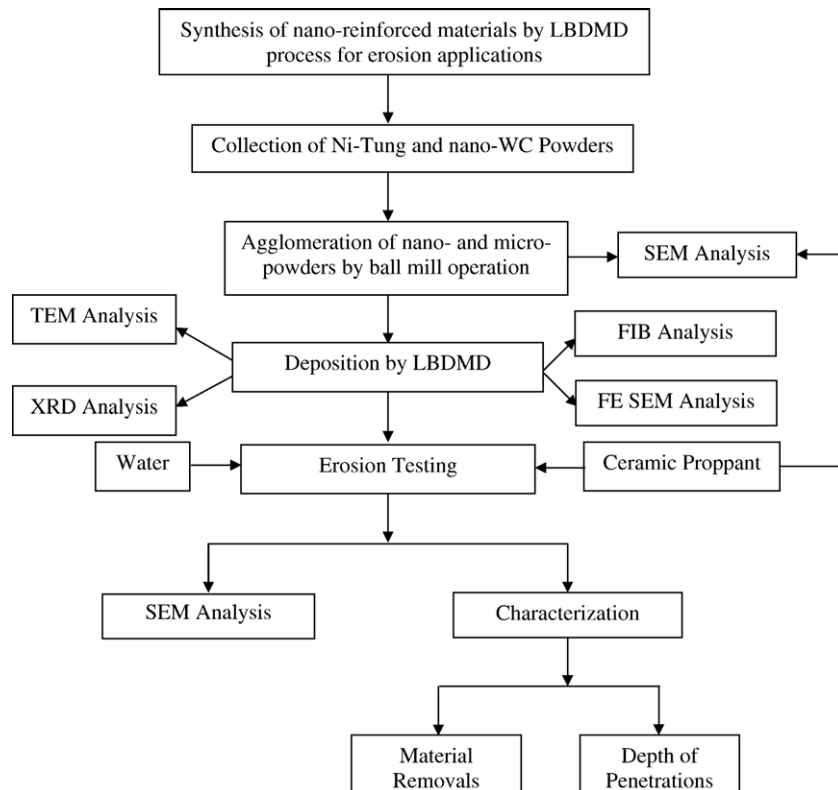 Synthesis of nano-reinforced materials by LBDMD
process for erosion applications
Collection of Ni-Tung and nano-WC Powders
Agglomeration of nano- and micro-
powders by ball mill operation
SEM Analysis
TEM Analysis
FIB Analysis
Deposition by LBDMD
XRD Analysis
FE SEM Analysis
Water
Erosion Testing
Ceramic Proppant
SEM Analysis
Characterization
Material
Removals
Depth of
Penetrations